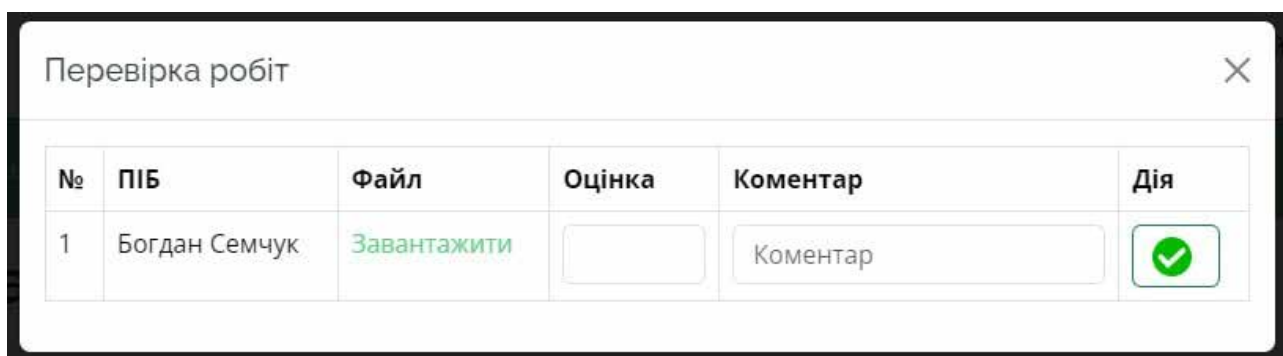 Перевірка робіт
№ ПІБ Файл Оцінка Коментар Дія
1 Богдан Семчук Завантажити Коментар